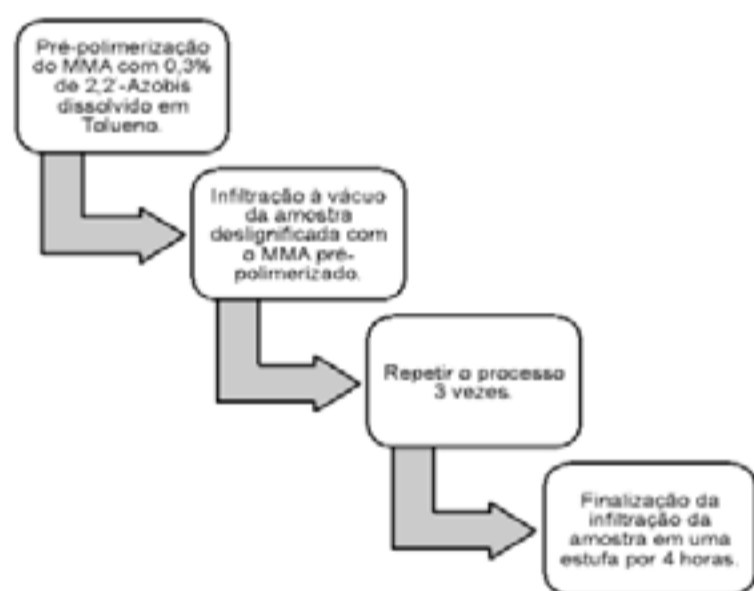 Pré-polimerização
do MMA com 0,3%
de 2,2'-Azobis
dissolvido em
Tolueno.
Infiltração à vácuo
da amostra
deslignificada com
o MMA pré-
polimerizado.
Repetir o processo
3 vezes.
Finalização da
infiltração da
amostra em uma
estufa por 4 horas.